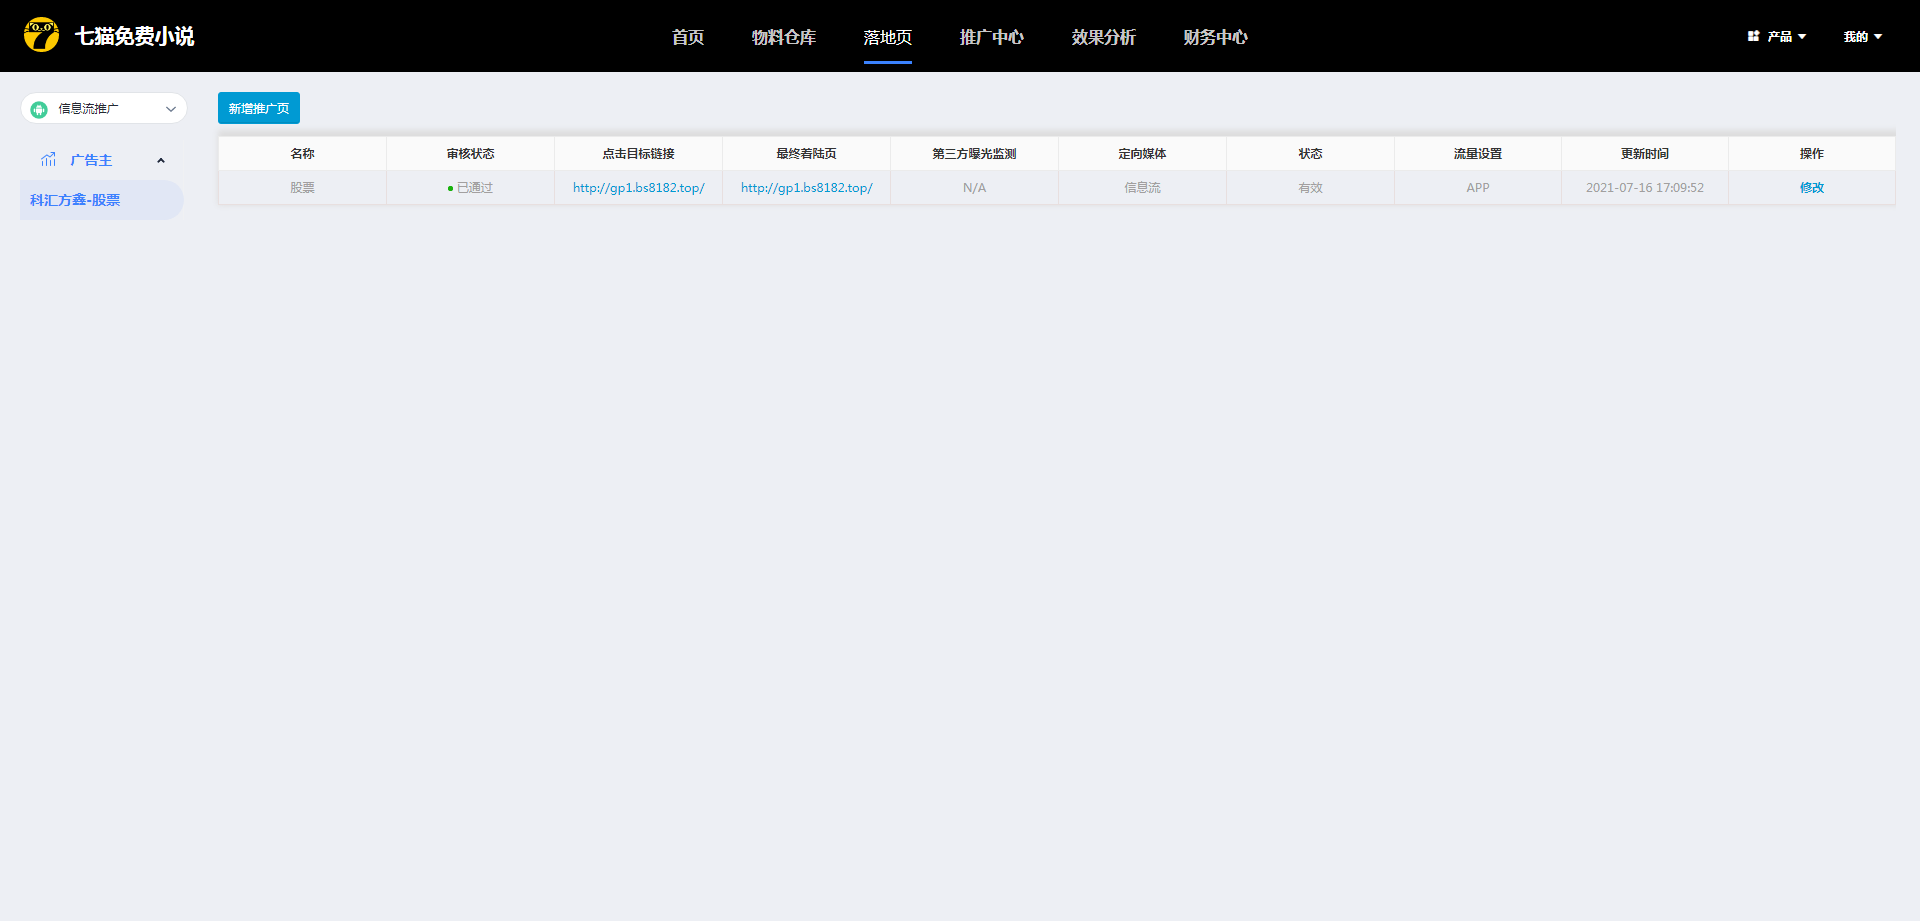 七猫免费小说
首页 物料仓库 落地页 推广中心 效果分析 财务中心
产品 我的
信息流推广
新增推广页
广告主
科汇方鑫-股票
名称 审核状态 点击目标链接 最终着陆页 第三方曝光监测 定向媒体 状态 流量设置 更新时间 操作
股票 已通过 http://gp1.bs8182.top/ http://gp1.bs8182.top/ N/A 信息流 有效 APP 2021-07-16 17:09:52 修改